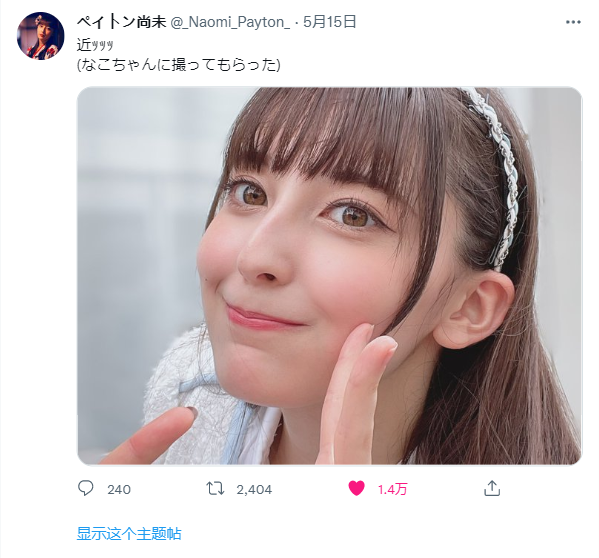 ペイトン尚未 @_Naomi_Payton_ · 5月15日
近ｯｯｯ
(なこちゃんに撮ってもらった)
240 2,404 1.4万
显示这个主题帖